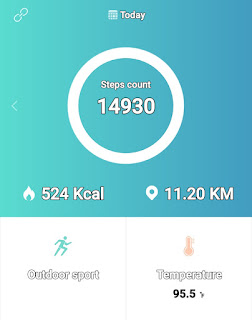 Today
Steps count
14930
524 Kcal
11.20 KM
Outdoor sport
Temperature
95.5 °F